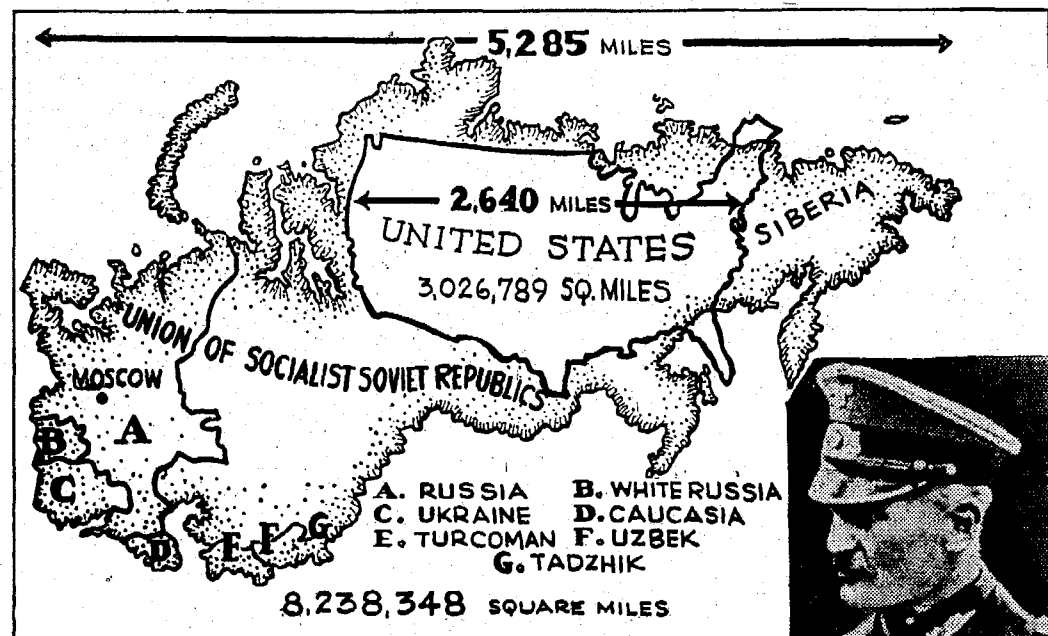 5,285 MILES
2,640 MILES
UNITED STATES
3,026,789 SQ. MILES
SIBERIA
UNION OF SOCIALIST SOVIET REPUBLICS
MOSCOW
A
B
C
D
E
F
G
A. RUSSIA B. WHITE RUSSIA
C. UKRAINE D. CAUCASIA
E. TURCOMAN F. UZBEK
G. TADZHIK
8,238,348 SQUARE MILES